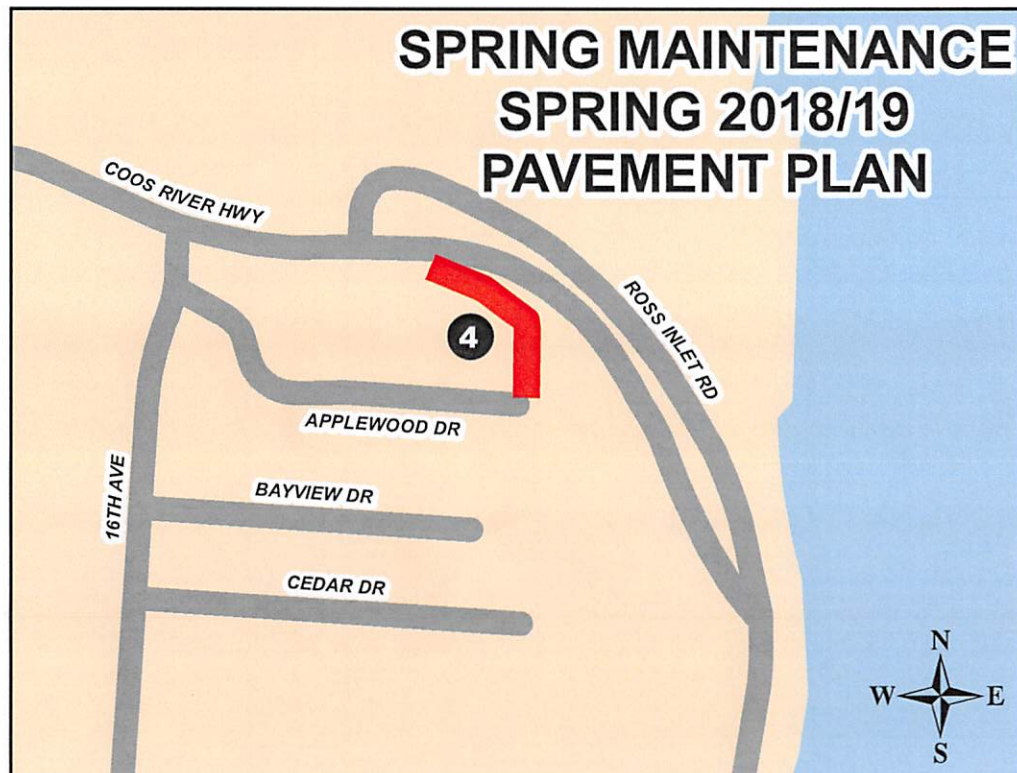 SPRING MAINTENANCE
SPRING 2018/19
PAVEMENT PLAN
COOS RIVER HWY
ROSS INLET RD
4
APPLEWOOD DR
16TH AVE
BAYVIEW DR
CEDAR DR
N
W E
S